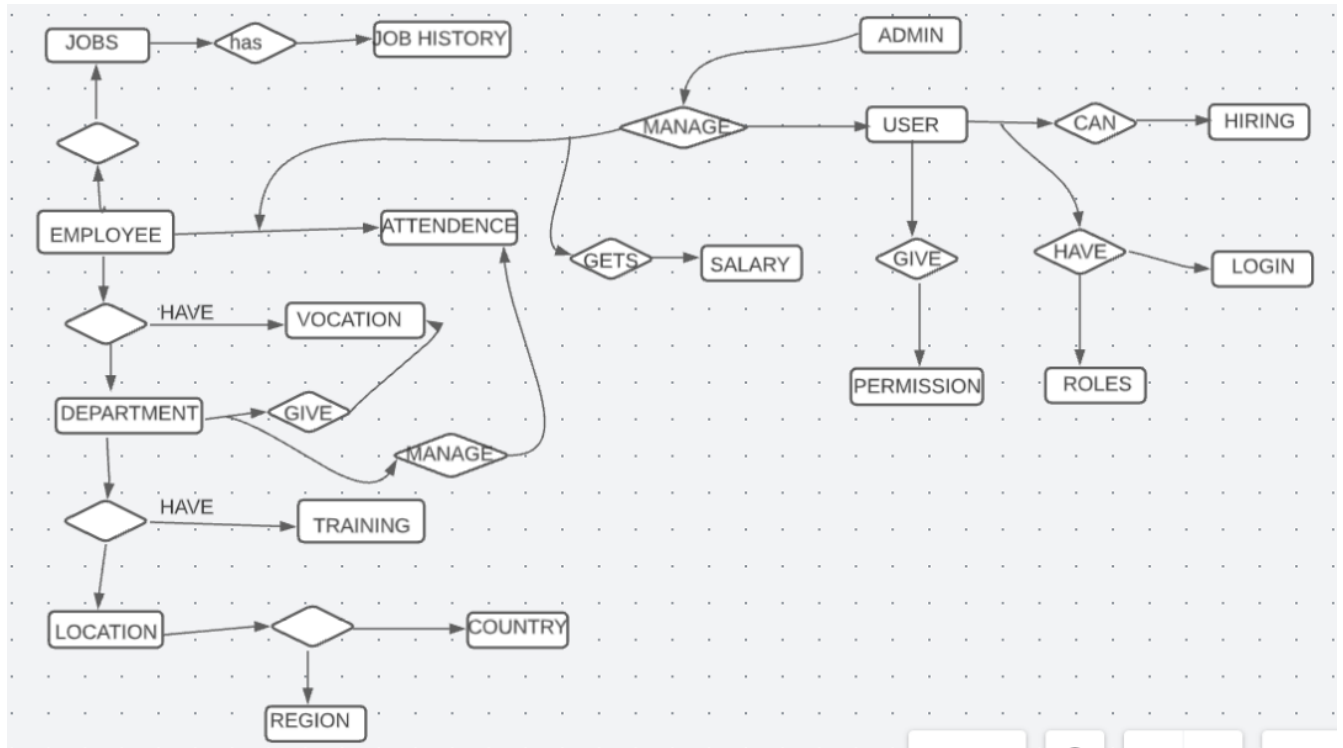 JOBS
has
JOB HISTORY
ADMIN
MANAGE
USER
CAN
HIRING
EMPLOYEE
ATTENDENCE
GETS
SALARY
GIVE
HAVE
LOGIN
HAVE
VOCATION
PERMISSION
ROLES
DEPARTMENT
GIVE
MANAGE
HAVE
TRAINING
LOCATION
COUNTRY
REGION